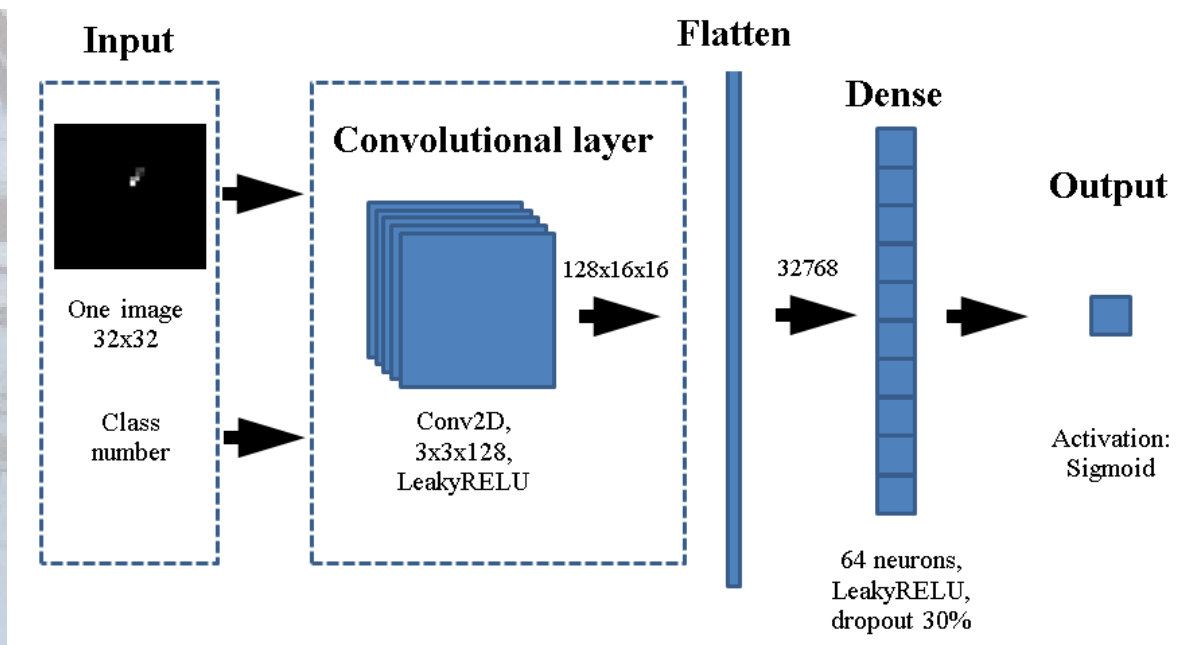 Input
One image
32x32
Class
number
Convolutional layer
Conv2D,
3x3x128,
LeakyRELU
128x16x16
Flatten
32768
Dense
64 neurons,
LeakyRELU,
dropout 30%
Output
Activation:
Sigmoid